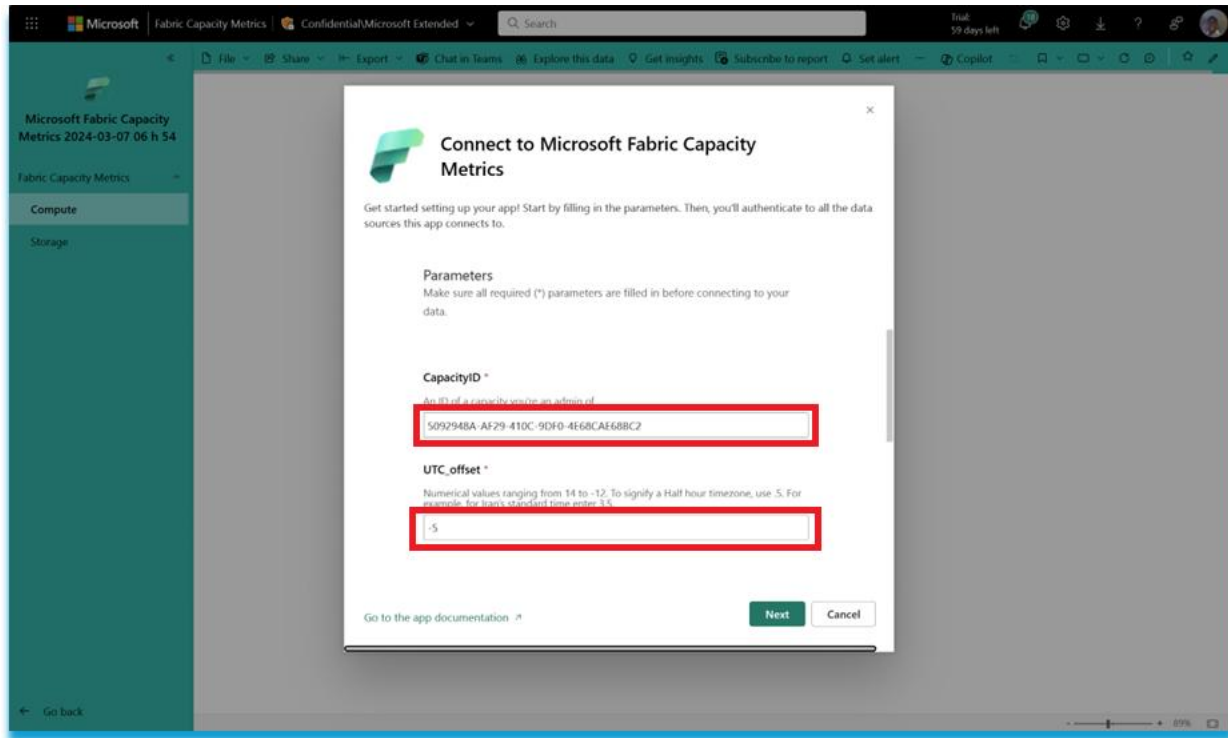 Microsoft Fabric Capacity Metrics Confidential\Microsoft Extended Search Trial: 59 days left
File Share Export Chat in Teams Explore this data Get insights Subscribe to report Set alert Copilot
Microsoft Fabric Capacity
Metrics 2024-03-07 06 h 54
Fabric Capacity Metrics
Compute
Storage
Connect to Microsoft Fabric Capacity
Metrics
Get started setting up your app! Start by filling in the parameters. Then, you'll authenticate to all the data
sources this app connects to.
Parameters
Make sure all required (*) parameters are filled in before connecting to your
data.
CapacityID *
An ID of a capacity you're an admin of
5092948A-AF29-410C-9DF0-4E68CAE68BC2
UTC_offset *
Numerical values ranging from 14 to -12. To signify a Half hour timezone, use .5. For
example, for Iran's standard time enter 3.5.
-5
Go to the app documentation
Next Cancel
Go back
89%